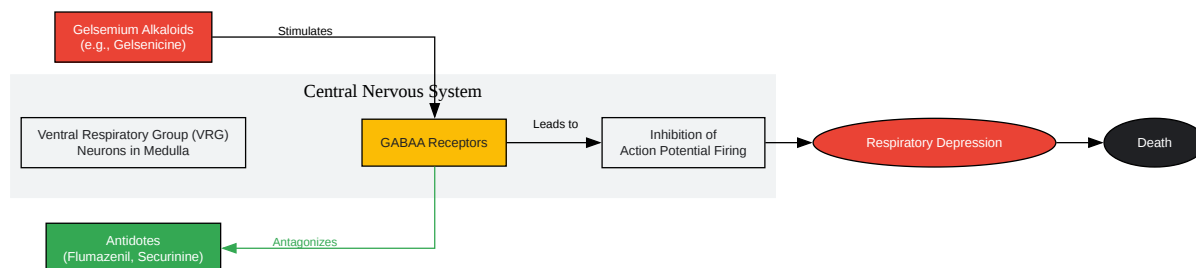 Gelsemium Alkaloids
(e.g., Gelsenicine)
Stimulates
Central Nervous System
Ventral Respiratory Group (VRG)
Neurons in Medulla
GABAA Receptors
Leads to
Inhibition of
Action Potential Firing
Respiratory Depression
Death
Antidotes
(Flumazenil, Securinine)
Antagonizes